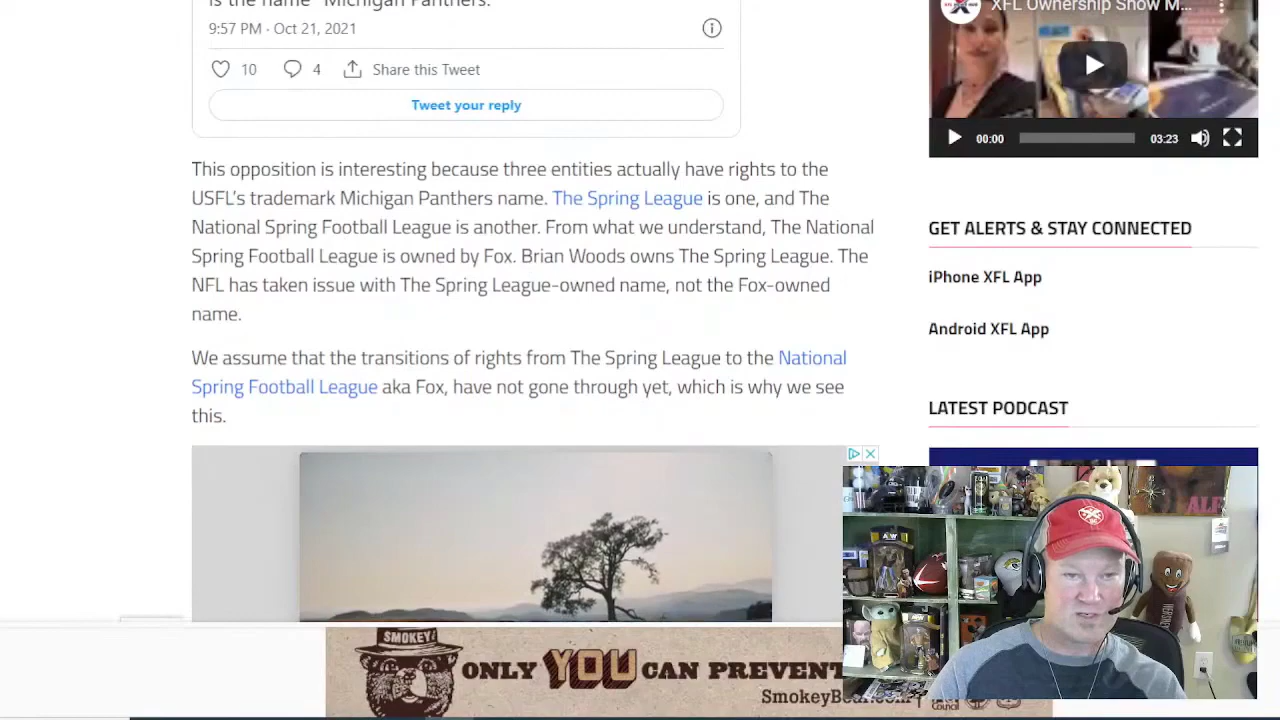 is the name "Michigan Panthers.
9:57 PM · Oct 21, 2021
10
4
Share this Tweet
Tweet your reply
This opposition is interesting because three entities actually have rights to the
USFL's trademark Michigan Panthers name. The Spring League is one, and The
National Spring Football League is another. From what we understand, The National
Spring Football League is owned by Fox. Brian Woods owns The Spring League. The
NFL has taken issue with The Spring League-owned name, not the Fox-owned
name.
We assume that the transitions of rights from The Spring League to the National
Spring Football League aka Fox, have not gone through yet, which is why we see
this.
XFL Ownership Show M...
00:00
03:23
GET ALERTS & STAY CONNECTED
iPhone XFL App
Android XFL App
LATEST PODCAST
ALF
SMOKEY
ONLY YOU CAN PREVENT
SmokeyBear.com
Council